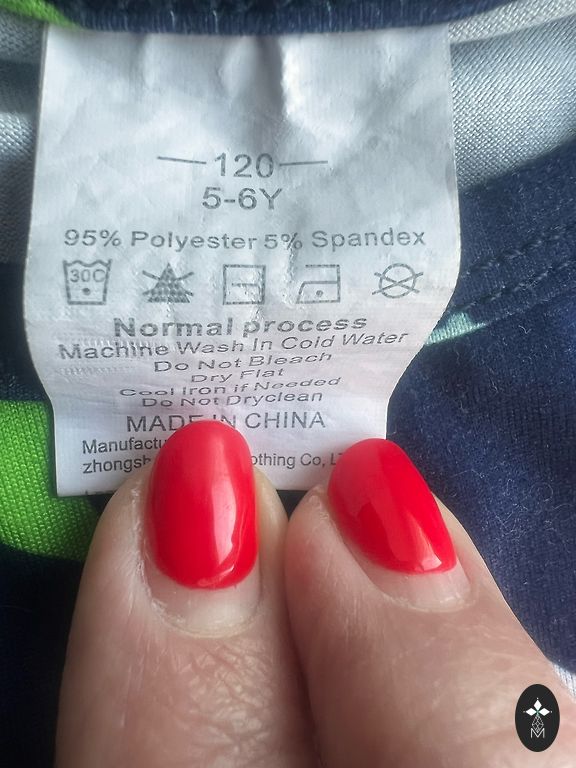 120
5-6Y
95% Polyester 5% Spandex
30C
Normal process
Machine Wash In Cold Water
Do Not Bleach
Dry Flat
Cool Iron if Needed
Do Not Dryclean
MADE IN CHINA
M